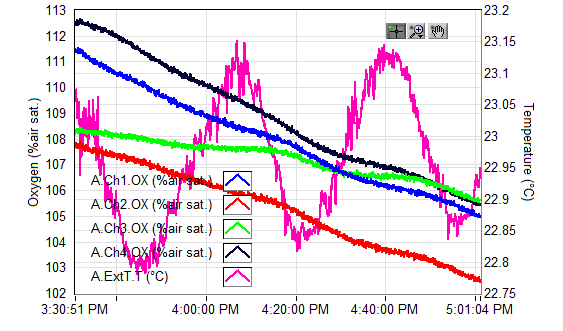 113
112
111
110
109
108
107
106
105
104
103
102
Oxygen (%air sat.)
23.2
23.15
23.1
23.05
23
22.95
22.9
22.85
22.8
22.75
Temperature (°C)
A.Ch1.OX (%air sat.)
A.Ch2.OX (%air sat.)
A.Ch3.OX (%air sat.)
A.Ch4.OX (%air sat.)
A.ExtT.T (°C)
3:30:51 PM 4:00:00 PM 4:20:00 PM 4:40:00 PM 5:01:04 PM